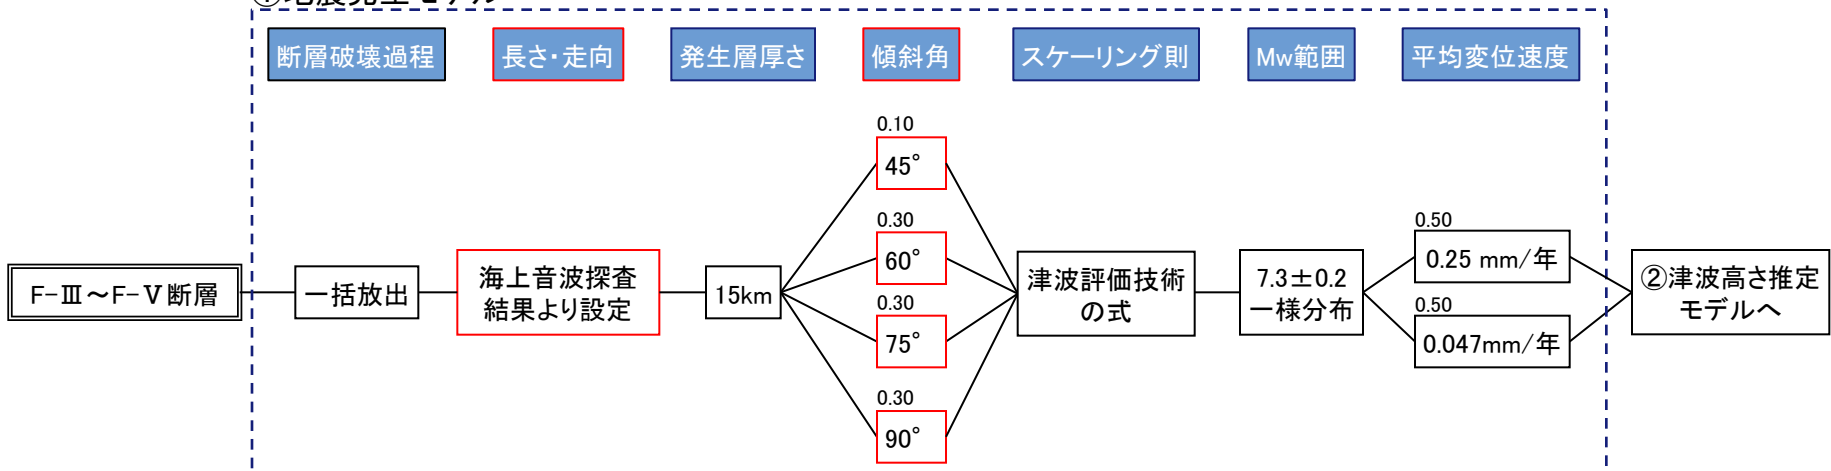 断層破壊過程
長さ・走向
発生層厚さ
傾斜角
スケーリング則
Mw範囲
平均変位速度
F-Ⅲ～F-Ⅴ断層
一括放出
海上音波探査
結果より設定
15km
0.10
45°
0.30
60°
0.30
75°
0.30
90°
津波評価技術
の式
7.3±0.2
一様分布
0.50
0.25 mm/年
0.50
0.047mm/年
②津波高さ推定
モデルへ